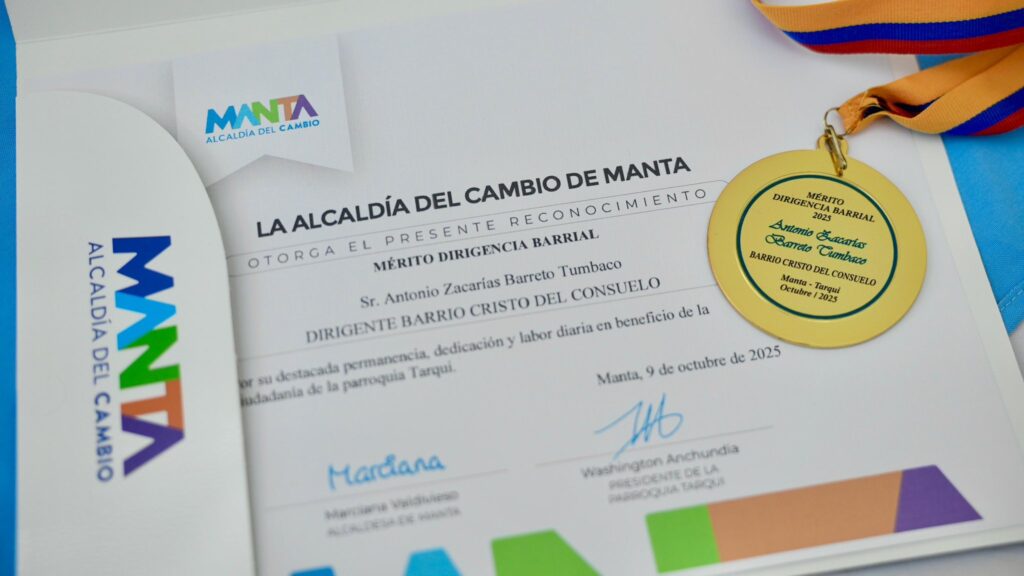 MANTA
ALCALDÍA DEL CAMBIO
MANTA
ALCALDÍA DEL CAMBIO
LA ALCALDÍA DEL CAMBIO DE MANTA
OTORGA EL PRESENTE RECONOCIMIENTO
MÉRITO DIRIGENCIA BARRIAL
Sr. Antonio Zacarías Barreto Tumbaco
DIRIGENTE BARRIO CRISTO DEL CONSUELO
or su destacada permanencia, dedicación y labor diaria en beneficio de la
udadanía de la parroquia Tarqui.
Manta, 9 de octubre de 2025
Marciana
Marciana Valdivieso
ALCALDESA DE MANTA
Washington Anchundia
PRESIDENTE DE LA
PARROQUIA TARQUI
MÉRITO
DIRIGENCIA BARRIAL
2025
Antonio Zacarías
Barreto Tumbaco
BARRIO CRISTO DEL CONSUELO
Manta - Tarqui
Octubre / 2025